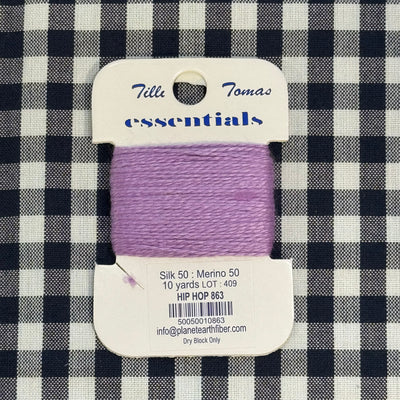 Tilli Tomas
essentials
Silk 50 : Merino 50
10 yards LOT : 409
HIP HOP 863
50050010863
info@planetearthfiber.com
Dry Block Only